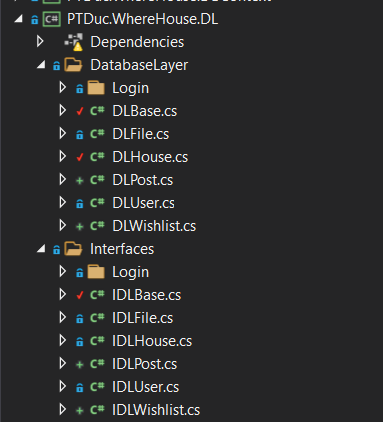 PTDuc.WhereHouse.DL
Dependencies
DatabaseLayer
Login
C# DLBase.cs
C# DLFile.cs
C# DLHouse.cs
C# DLPost.cs
C# DLUser.cs
C# DLWishlist.cs
Interfaces
Login
C# IDLBase.cs
C# IDLFile.cs
C# IDLHouse.cs
C# IDLPost.cs
C# IDLUser.cs
C# IDLWishlist.cs